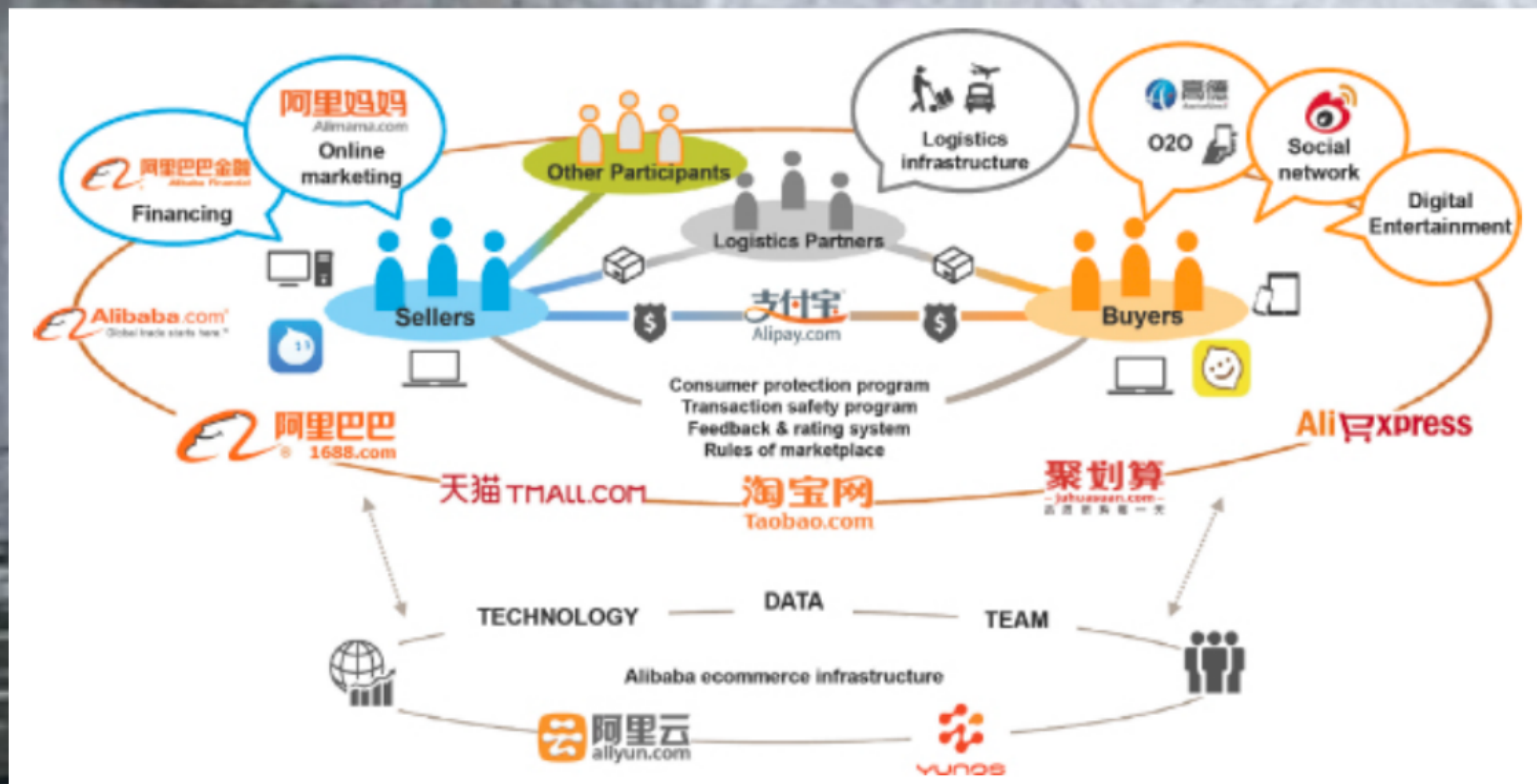 阿里妈妈
Alimama.com
Online
marketing
阿里巴巴金融
Alibaba Financial
Financing
Other Participants
Logistics
infrastructure
高德
O2O
Social
network
Digital
Entertainment
Logistics Partners
Sellers
支付宝
Alipay.com
Buyers
Alibaba.com
Global trade starts here.™
Consumer protection program
Transaction safety program
Feedback & rating system
Rules of marketplace
阿里巴巴
1688.com
天猫 TMALL.COM
淘宝网
Taobao.com
聚划算
AliExpress
TECHNOLOGY
DATA
TEAM
Alibaba ecommerce infrastructure
阿里云
aliyun.com
YUNOS